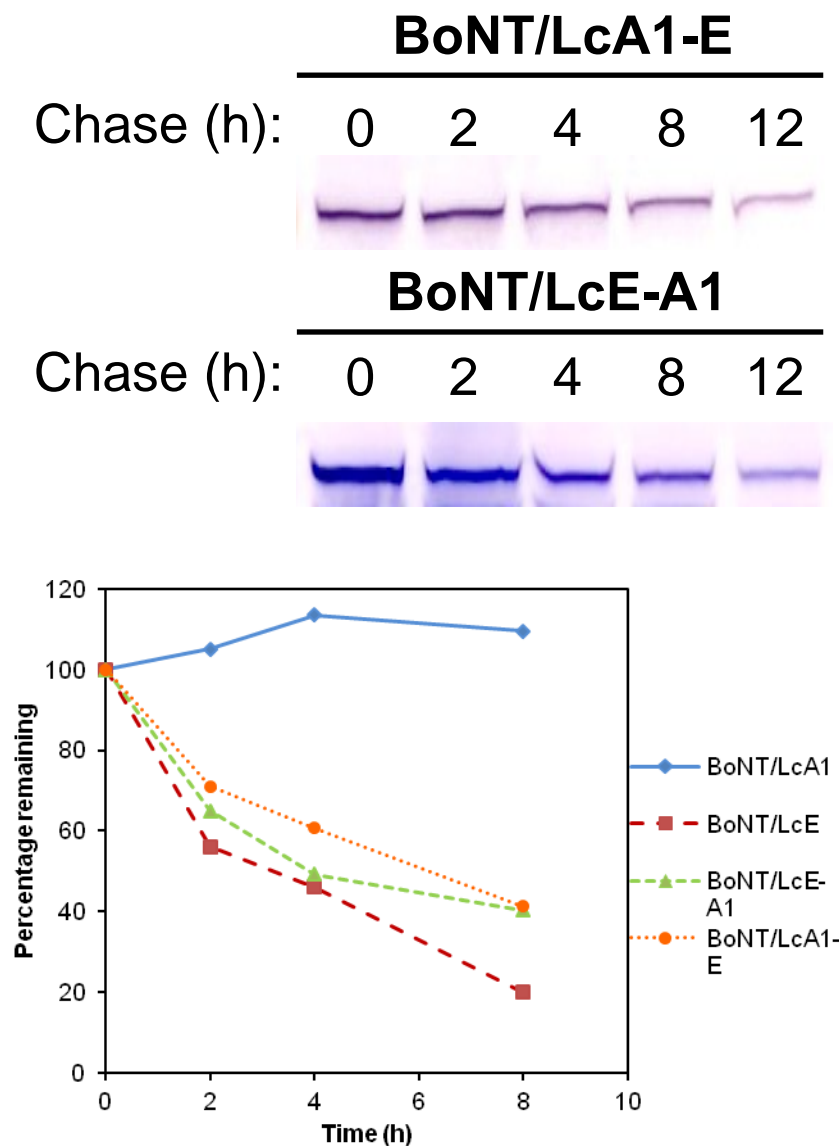 BoNT/LcA1-E
Chase (h): 0 2 4 8 12
BoNT/LcE-A1
Chase (h): 0 2 4 8 12
120
100
80
60
40
20
0
Percentage remaining
0 2 4 6 8 10
Time (h)
BoNT/LcA1
BoNT/LcE
BoNT/LcE-
A1
BoNT/LcA1-
E